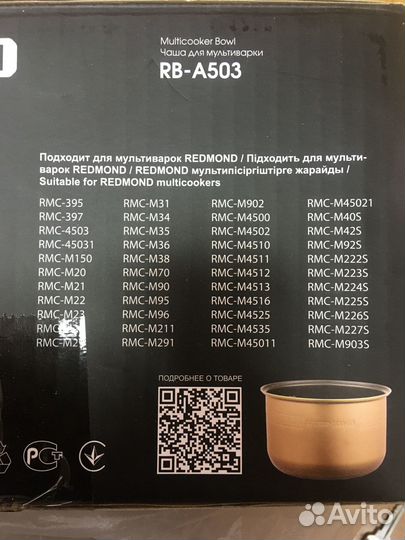 Multicooker Bowl
Чаша для мультиварки
RB-A503
Подходит для мультиварок REDMOND / Підходить для мульти-
варок REDMOND / REDMOND мультипісіргіштірге жарайды /
Suitable for REDMOND multicookers
RMC-395 RMC-M31 RMC-M902 RMC-M45021
RMC-397 RMC-M34 RMC-M4500 RMC-M40S
RMC-4503 RMC-M35 RMC-M4502 RMC-M42S
RMC-45031 RMC-M36 RMC-M4510 RMC-M92S
RMC-M150 RMC-M38 RMC-M4511 RMC-M222S
RMC-M20 RMC-M70 RMC-M4512 RMC-M223S
RMC-M21 RMC-M90 RMC-M4513 RMC-M224S
RMC-M22 RMC-M95 RMC-M4516 RMC-M225S
RMC-M23 RMC-M96 RMC-M4525 RMC-M226S
RMC-M211 RMC-M4535 RMC-M227S
RMC-M291 RMC-M45011 RMC-M903S
ПОДРОБНЕЕ О ТОВАРЕ
Avito